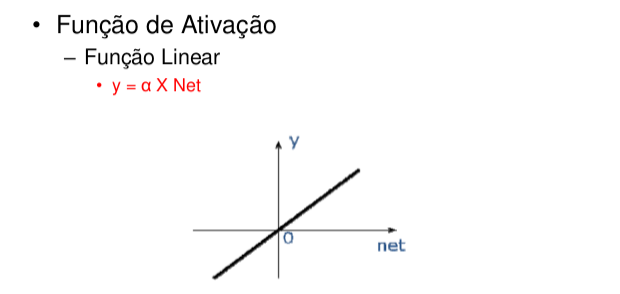 • Função de Ativação
– Função Linear
• y = α X Net
y
0
net